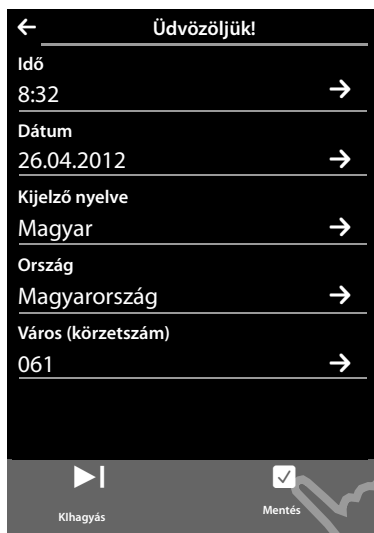 Üdvözöljük!
Idő
8:32
Dátum
26.04.2012
Kijelző nyelve
Magyar
Ország
Magyarország
Város (körzetszám)
061
KIhagyás
Mentés